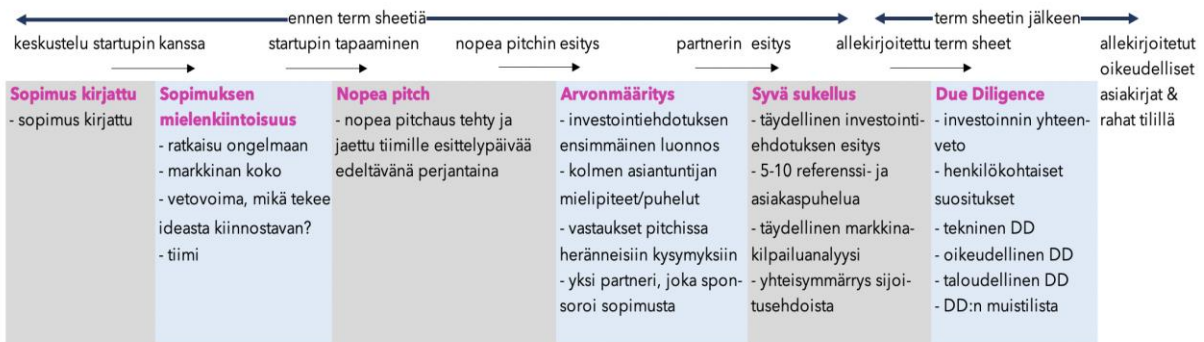 ennen term sheetiä
term sheetin jälkeen
keskustelu startupin kanssa
startupin tapaaminen
nopea pitchin esitys
partnerin esitys
allekirjoitettu term sheet
allekirjoitetut
oikeudelliset
asiakirjat &
rahat tilillä
Sopimus kirjattu
- sopimus kirjattu
Sopimuksen
mielenkiintoisuus
- ratkaisu ongelmaan
- markkinan koko
- vetovoima, mikä tekee
ideasta kiinnostavan?
- tiimi
Nopea pitch
- nopea pitchaus tehty ja
jaettu tiimille esittelypäivää
edeltävänä perjantaina
Arvonmääritys
- investointiehdotuksen
ensimmäinen luonnos
- kolmen asiantuntijan
mielipiteet/puhelut
- vastaukset pitchissa
heränneisiin kysymyksiin
- yksi partneri, joka spon-
soroi sopimusta
Syvä sukellus
- täydellinen investointi-
ehdotuksen esitys
- 5-10 referenssi- ja
asiakaspuhelua
- täydellinen markkina-
kilpailuanalyysi
- yhteisymmärrys sijoi-
tusehdoista
Due Diligence
- investoinnin yhteen-
veto
- henkilökohtaiset
suositukset
- tekninen DD
- oikeudellinen DD
- taloudellinen DD
- DD:n muistilista